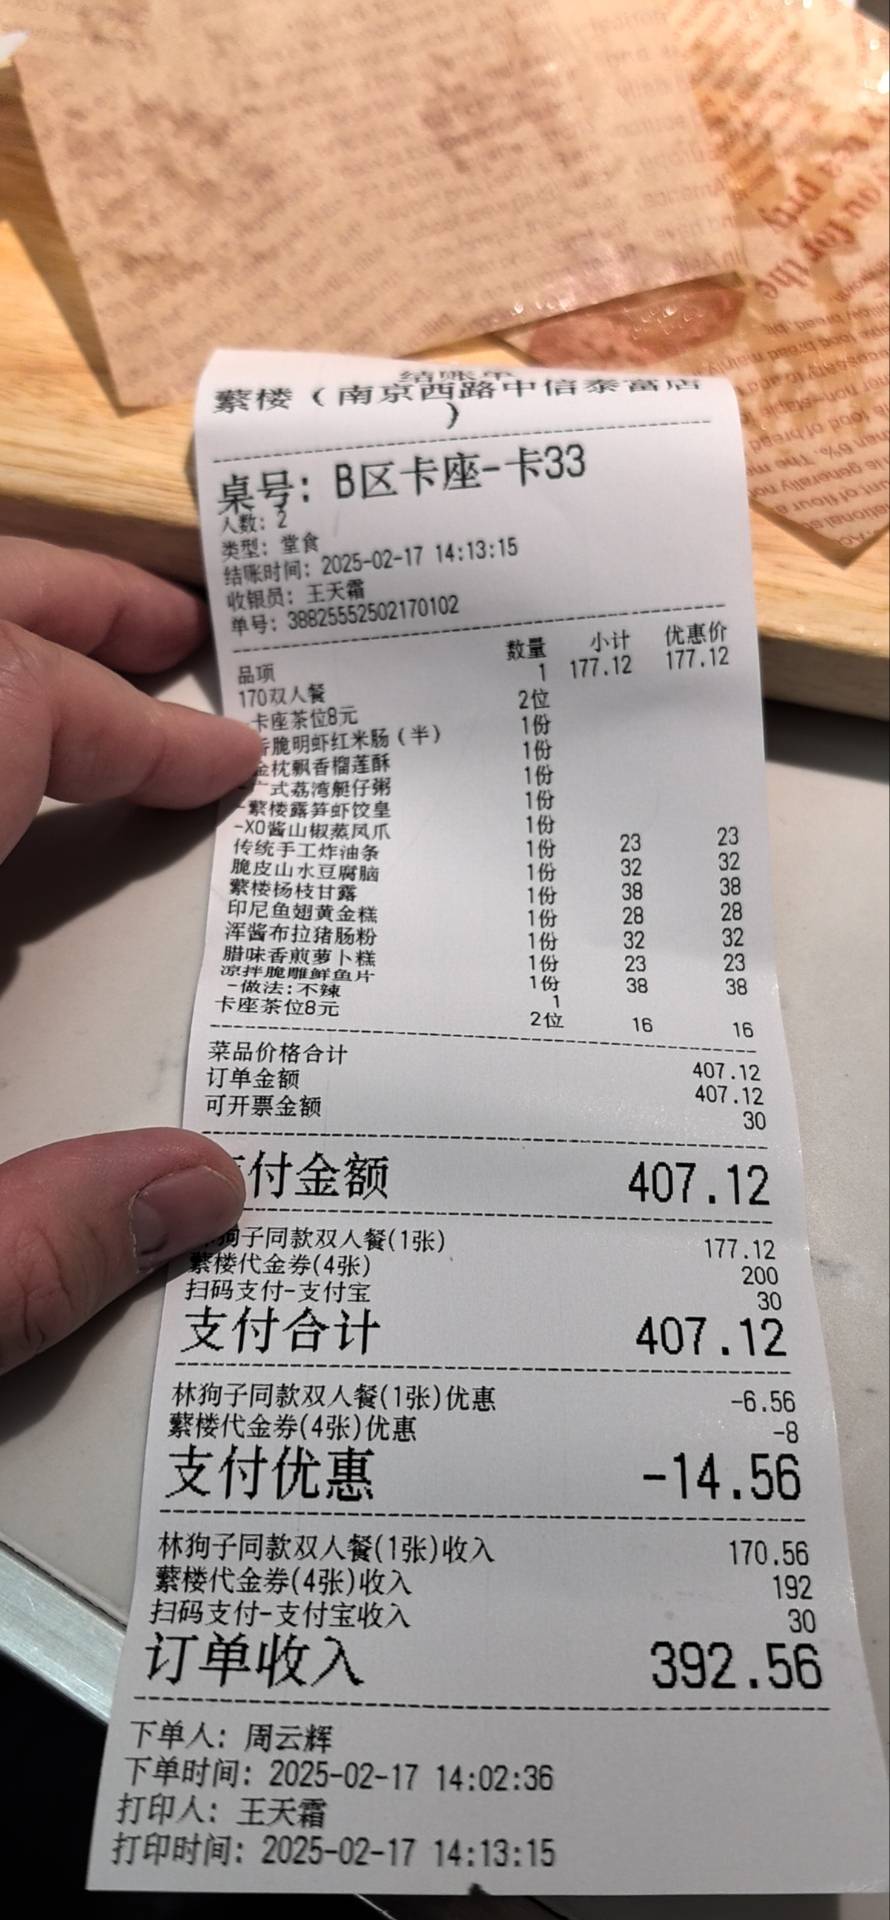 结账单
蘩楼（南京西路中信泰富店
）
桌号：B区卡座-卡33
人数：2
类型：堂食
结账时间：2025-02-17 14:13:15
收银员：王天霜
单号：38825552502170102
品项 数量 小计 优惠价
170双人餐 1 177.12 177.12
卡座茶位8元 2位
香脆明虾红米肠（半） 1份
金枕飘香榴莲酥 1份
-广式荔湾艇仔粥 1份
-蘩楼露笋虾饺皇 1份
-XO酱山椒蒸凤爪 1份
传统手工炸油条 1份 23 23
脆皮山水豆腐脑 1份 32 32
蘩楼杨枝甘露 1份 38 38
印尼鱼翅黄金糕 1份 28 28
浑酱布拉猪肠粉 1份 32 32
腊味香煎萝卜糕 1份 23 23
凉拌脆雕鲜鱼片 1份 38 38
-做法：不辣 1
卡座茶位8元 2位 16 16
菜品价格合计 407.12
订单金额 407.12
可开票金额 30
付金额 407.12
狗子同款双人餐(1张) 177.12
蘩楼代金券(4张) 200
扫码支付-支付宝 30
支付合计 407.12
林狗子同款双人餐(1张)优惠 -6.56
蘩楼代金券(4张)优惠 -8
支付优惠 -14.56
林狗子同款双人餐(1张)收入 170.56
蘩楼代金券(4张)收入 192
扫码支付-支付宝收入 30
订单收入 392.56
下单人：周云辉
下单时间：2025-02-17 14:02:36
打印人：王天霜
打印时间：2025-02-17 14:13:15